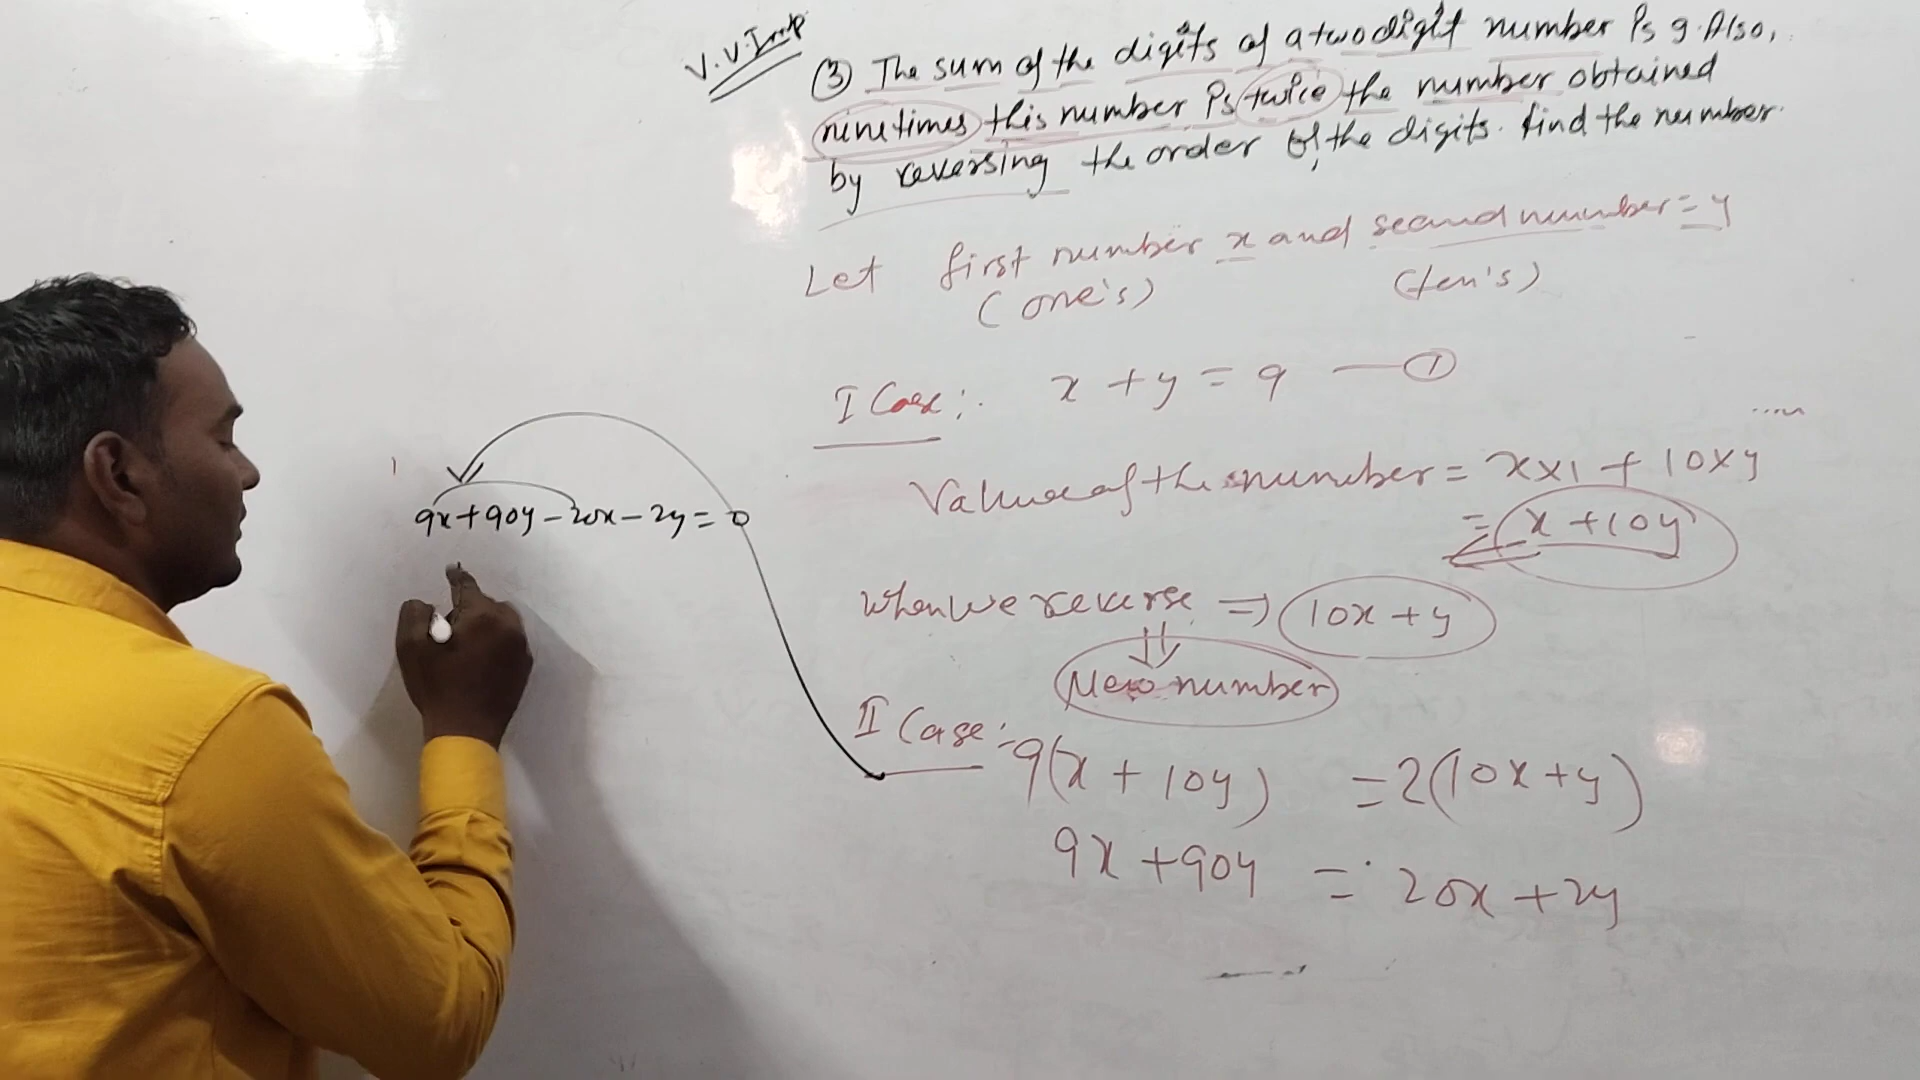 V.V.Imp
③ The sum of the digits of a two digit number is 9. Also,
nine times this number is twice the number obtained
by reversing the order of the digits. find the number.
Let first number x and second number = y
(one's) (ten's)
I Case:- x + y = 9 — ①
Value of the number = x×1 + 10×y
= x + 10y
When we reverse ⇒ 10x + y
New number
II Case:- 9(x + 10y) = 2(10x + y)
9x + 90y = 20x + 2y
9x + 90y - 20x - 2y = 0